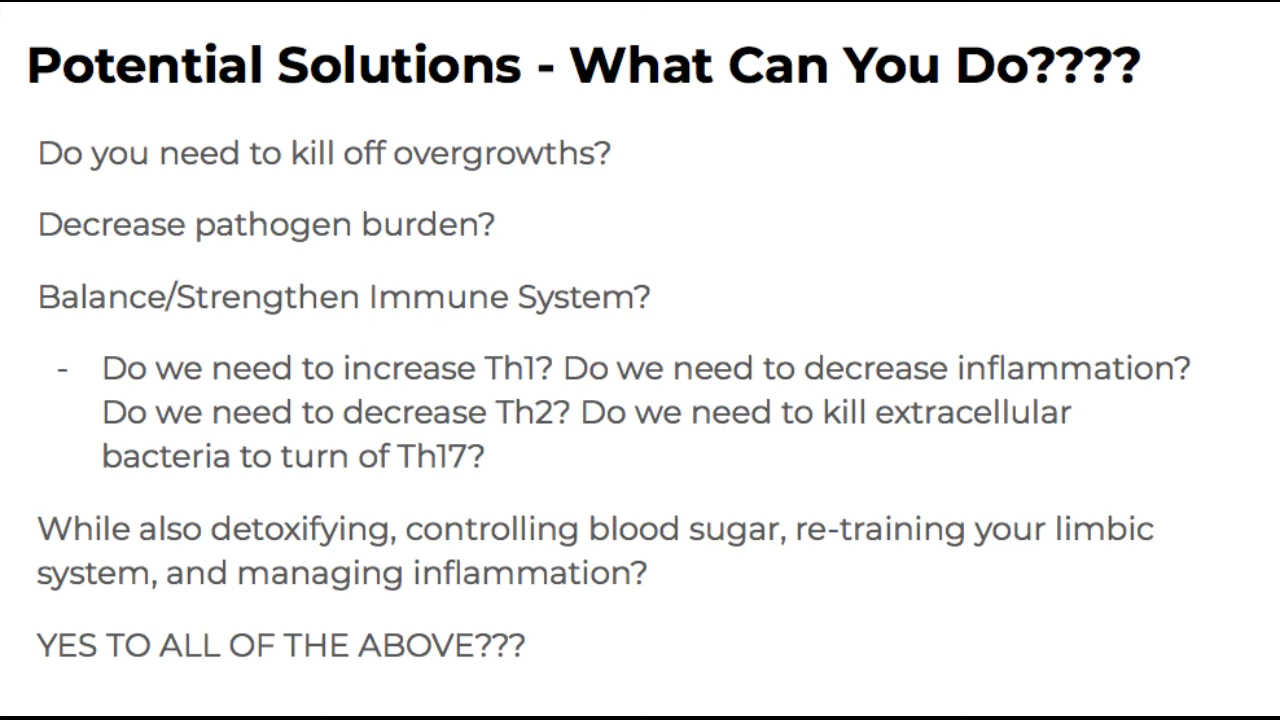 Potential Solutions - What Can You Do????
Do you need to kill off overgrowths?
Decrease pathogen burden?
Balance/Strengthen Immune System?
- Do we need to increase Th1? Do we need to decrease inflammation?
Do we need to decrease Th2? Do we need to kill extracellular
bacteria to turn of Th17?
While also detoxifying, controlling blood sugar, re-training your limbic
system, and managing inflammation?
YES TO ALL OF THE ABOVE???